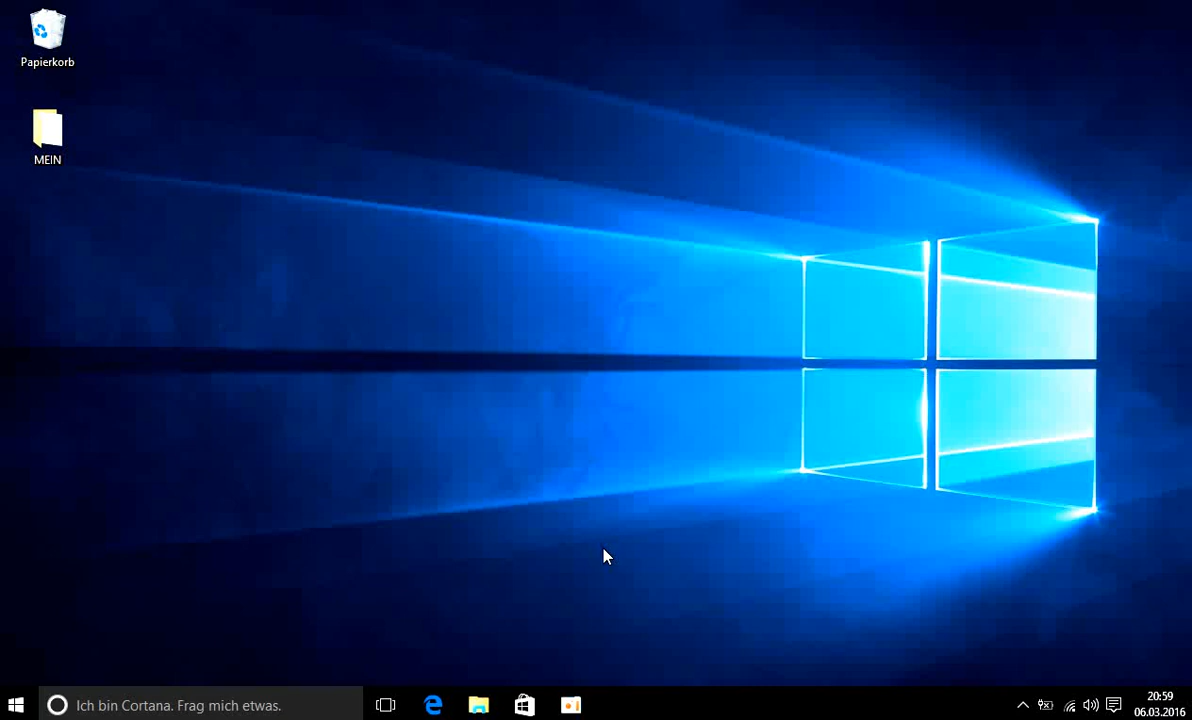 Papierkorb
MEIN
Ich bin Cortana. Frag mich etwas.
20:59
06.03.2016